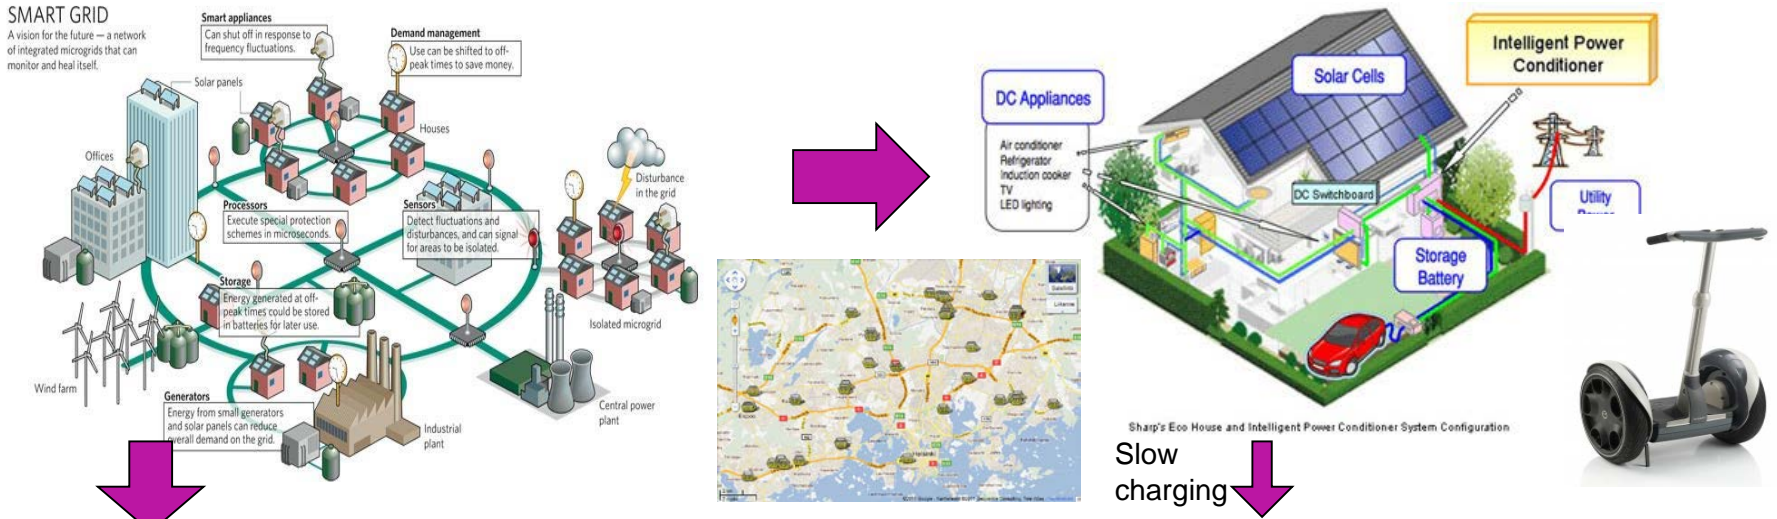 SMART GRID
A vision for the future — a network
of integrated microgrids that can
monitor and heal itself.
Smart appliances
Can shut off in response to
frequency fluctuations.
Demand management
Use can be shifted to off-
peak times to save money.
Solar panels
Houses
Offices
Disturbance
in the grid
Processors
Execute special protection
schemes in microseconds.
Sensors
Detect fluctuations and
disturbances, and can signal
for areas to be isolated.
Storage
Energy generated at off-
peak times could be stored
in batteries for later use.
Isolated microgrid
Wind farm
Generators
Energy from small generators
and solar panels can reduce
overall demand on the grid.
Industrial
plant
Central power
plant
Helsinki
Intelligent Power
Conditioner
Solar Cells
DC Appliances
Air conditioner
Refrigerator
Induction cooker
TV
LED lighting
DC Switchboard
Utility
Power
Storage
Battery
Sharp's Eco House and Intelligent Power Conditioner System Configuration
Slow
charging